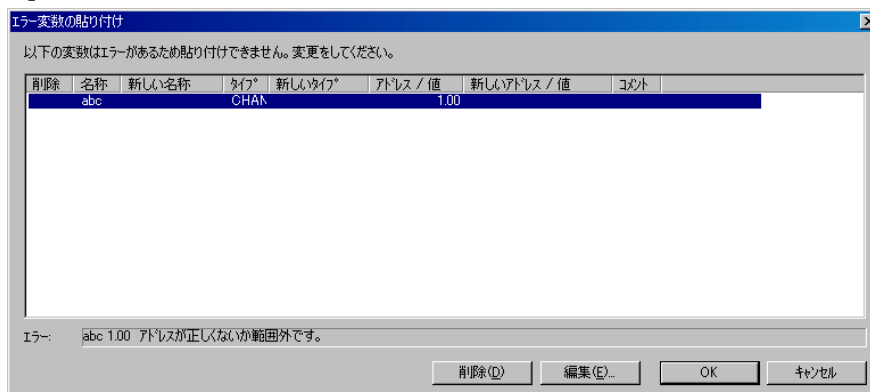 エラー変数の貼り付け
以下の変数はエラーがあるため貼り付けできません。変更をしてください。
削除 名称 新しい名称 タイプ 新しいタイプ アドレス / 値 新しいアドレス / 値 コメント
abc CHAN 1.00
エラー: abc 1.00 アドレスが正しくないか範囲外です。
削除(D) 編集(E)... OK キャンセル